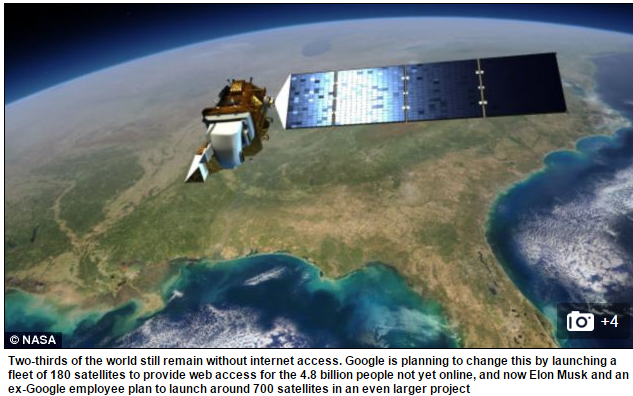 +4
© NASA
Two-thirds of the world still remain without internet access. Google is planning to change this by launching a
fleet of 180 satellites to provide web access for the 4.8 billion people not yet online, and now Elon Musk and an
ex-Google employee plan to launch around 700 satellites in an even larger project